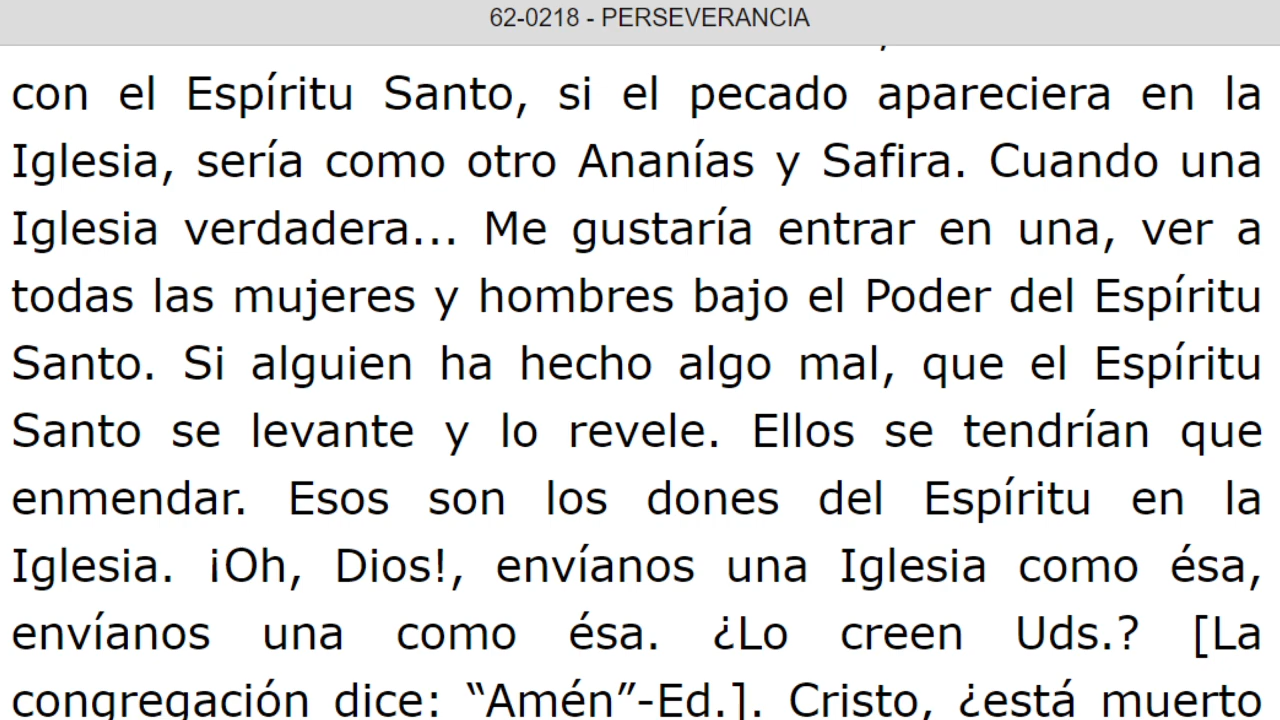 62-0218 - PERSEVERANCIA
con el Espíritu Santo, si el pecado apareciera en la
Iglesia, sería como otro Ananías y Safira. Cuando una
Iglesia verdadera... Me gustaría entrar en una, ver a
todas las mujeres y hombres bajo el Poder del Espíritu
Santo. Si alguien ha hecho algo mal, que el Espíritu
Santo se levante y lo revele. Ellos se tendrían que
enmendar. Esos son los dones del Espíritu en la
Iglesia. ¡Oh, Dios!, envíanos una Iglesia como ésa,
envíanos una como ésa. ¿Lo creen Uds.? [La
congregación dice: “Amén”-Ed.]. Cristo, ¿está muerto